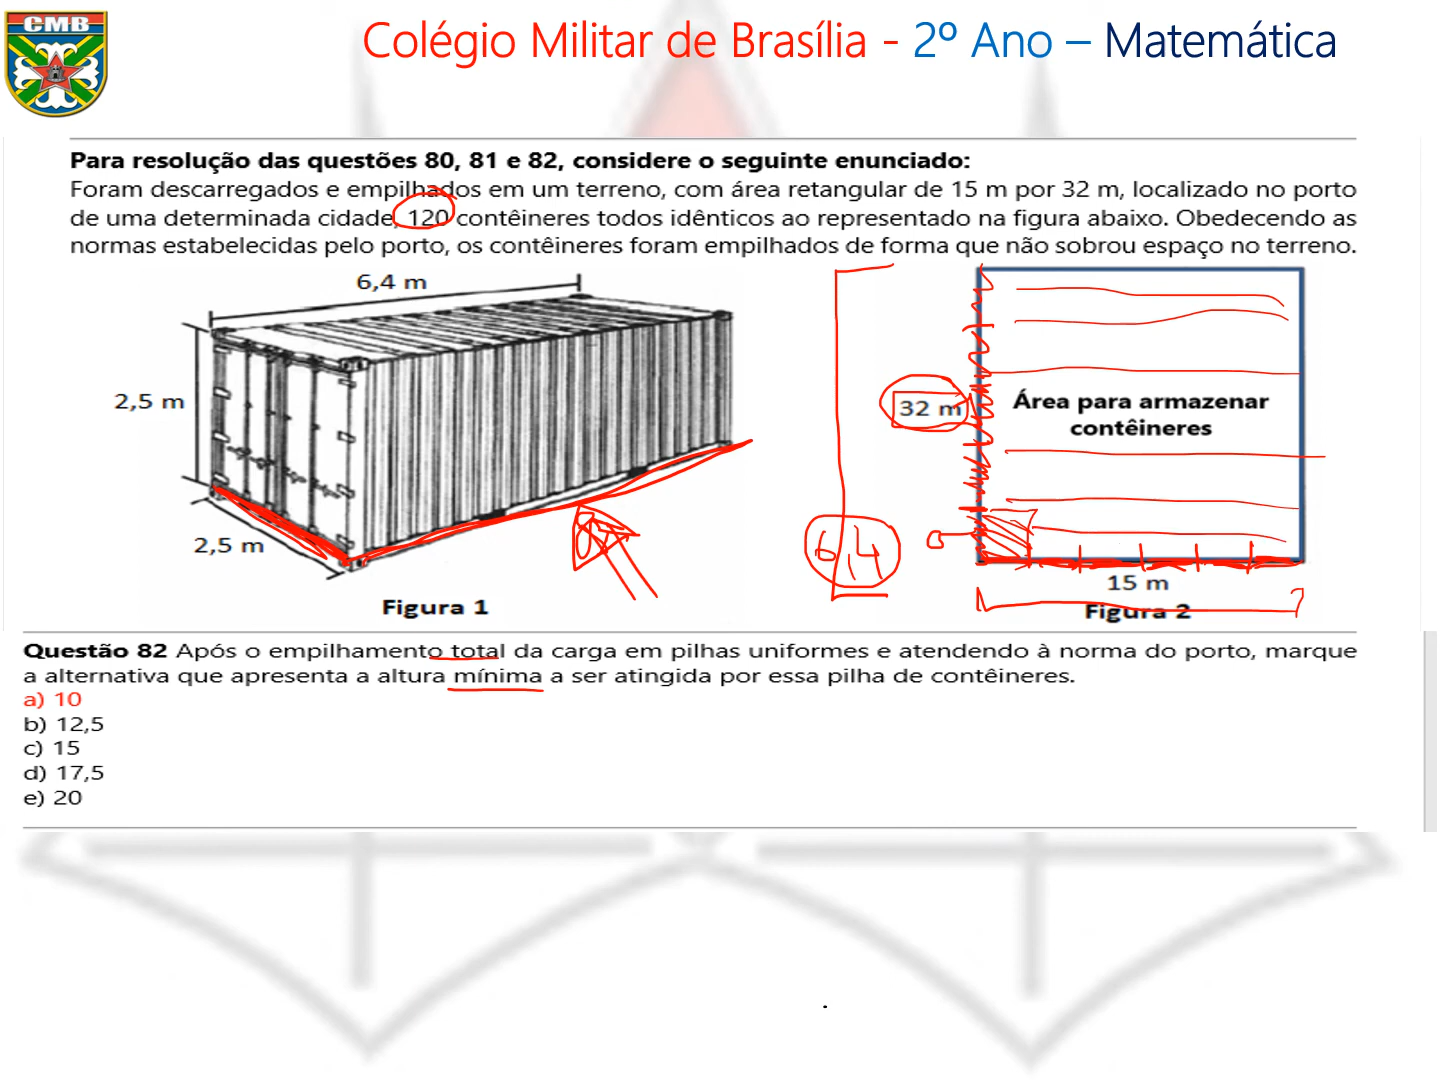 CMB
Colégio Militar de Brasília - 2º Ano – Matemática
Para resolução das questões 80, 81 e 82, considere o seguinte enunciado:
Foram descarregados e empilhados em um terreno, com área retangular de 15 m por 32 m, localizado no porto
de uma determinada cidade, 120 contêineres todos idênticos ao representado na figura abaixo. Obedecendo as
normas estabelecidas pelo porto, os contêineres foram empilhados de forma que não sobrou espaço no terreno.
6,4 m
2,5 m
2,5 m
Figura 1
32 m
Área para armazenar
contêineres
6,4
15 m
Figura 2
Questão 82 Após o empilhamento total da carga em pilhas uniformes e atendendo à norma do porto, marque
a alternativa que apresenta a altura mínima a ser atingida por essa pilha de contêineres.
a) 10
b) 12,5
c) 15
d) 17,5
e) 20